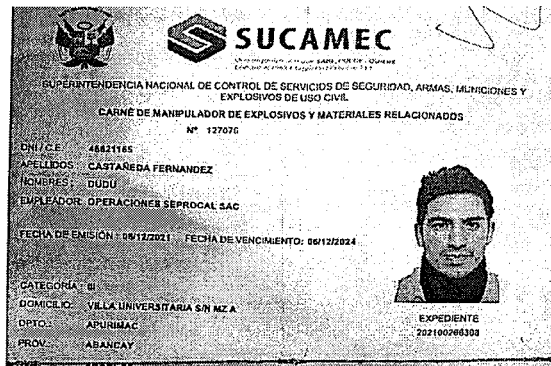 SUCAMEC
SUPERINTENDENCIA NACIONAL DE CONTROL DE SERVICIOS DE SEGURIDAD, ARMAS, MUNICIONES Y
EXPLOSIVOS DE USO CIVIL
CARNÉ DE MANIPULADOR DE EXPLOSIVOS Y MATERIALES RELACIONADOS
N° 127076
DNI / C.E. 46821165
APELLIDOS: CASTAÑEDA FERNANDEZ
NOMBRES: DUDU
EMPLEADOR: OPERACIONES SEPROCAL SAC
FECHA DE EMISIÓN: 06/12/2021 FECHA DE VENCIMIENTO: 06/12/2024
CATEGORÍA: III
DOMICILIO: VILLA UNIVERSITARIA S/N MZ A
DPTO.: APURIMAC
PROV.: ABANCAY
EXPEDIENTE
202100266308